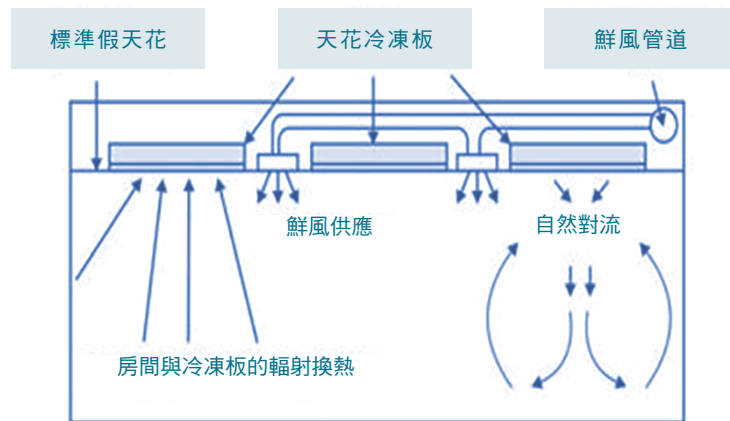 標準假天花
天花冷凍板
鮮風管道
鮮風供應
自然對流
房間與冷凍板的輻射換熱